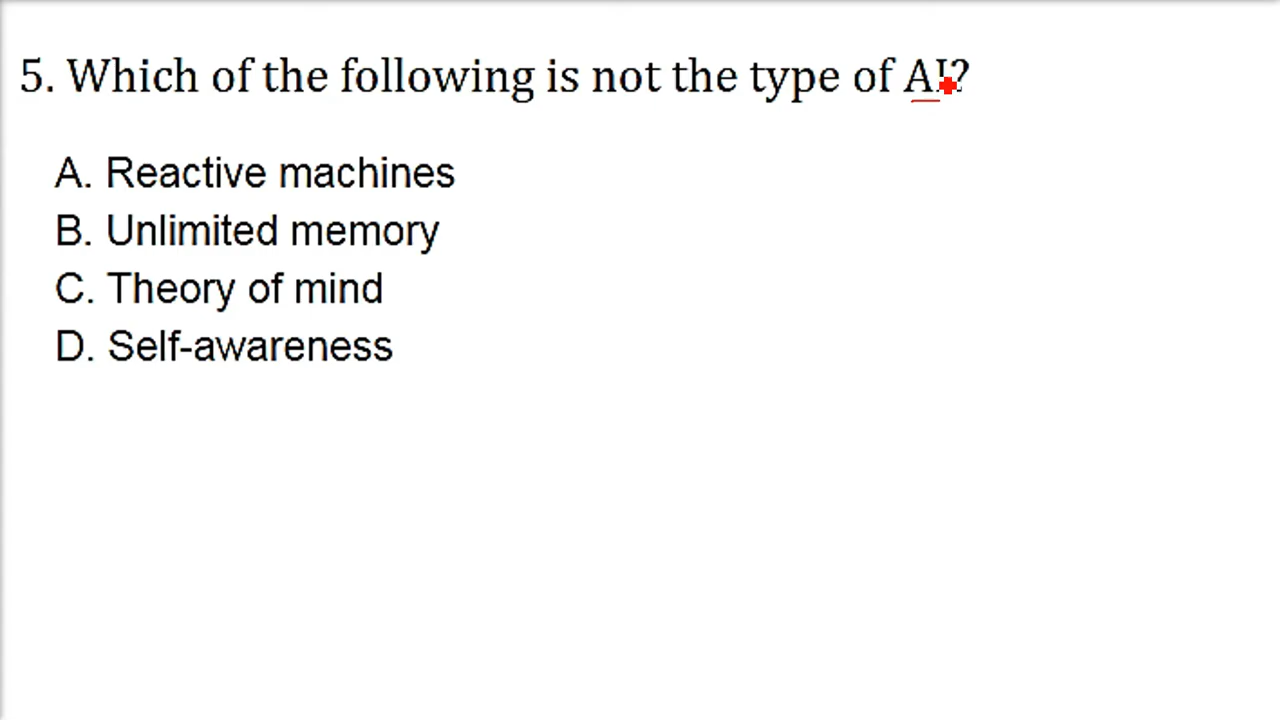 5. Which of the following is not the type of AI?
A. Reactive machines
B. Unlimited memory
C. Theory of mind
D. Self-awareness